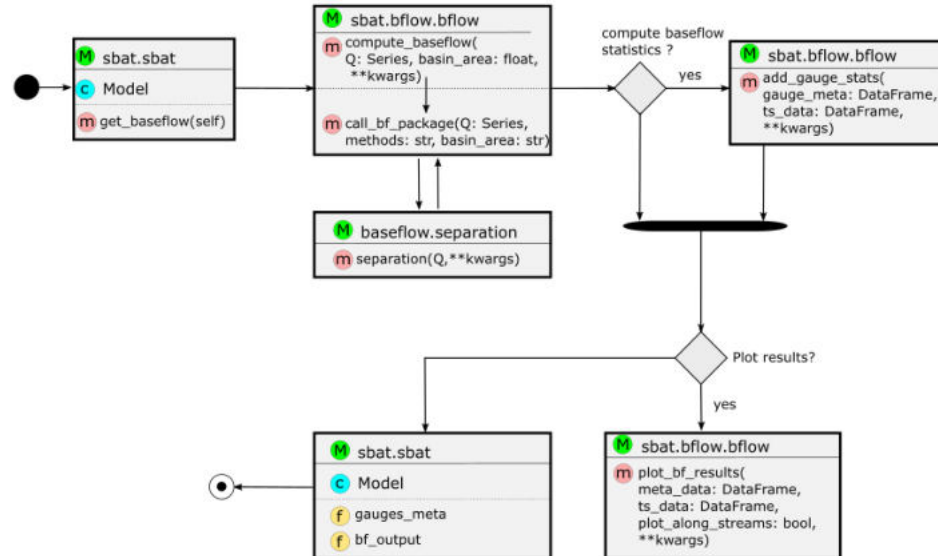 M sbat.sbat
C Model
m get_baseflow(self)
M sbat.bflow.bflow
m compute_baseflow(
Q: Series, basin_area: float,
**kwargs)
m call_bf_package(Q: Series,
methods: str, basin_area: str)
M baseflow.separation
m separation(Q,**kwargs)
compute baseflow
statistics ?
yes
M sbat.bflow.bflow
m add_gauge_stats(
gauge_meta: DataFrame,
ts_data: DataFrame,
**kwargs)
Plot results?
yes
M sbat.sbat
C Model
f gauges_meta
f bf_output
M sbat.bflow.bflow
m plot_bf_results(
meta_data: DataFrame,
ts_data: DataFrame,
plot_along_streams: bool,
**kwargs)